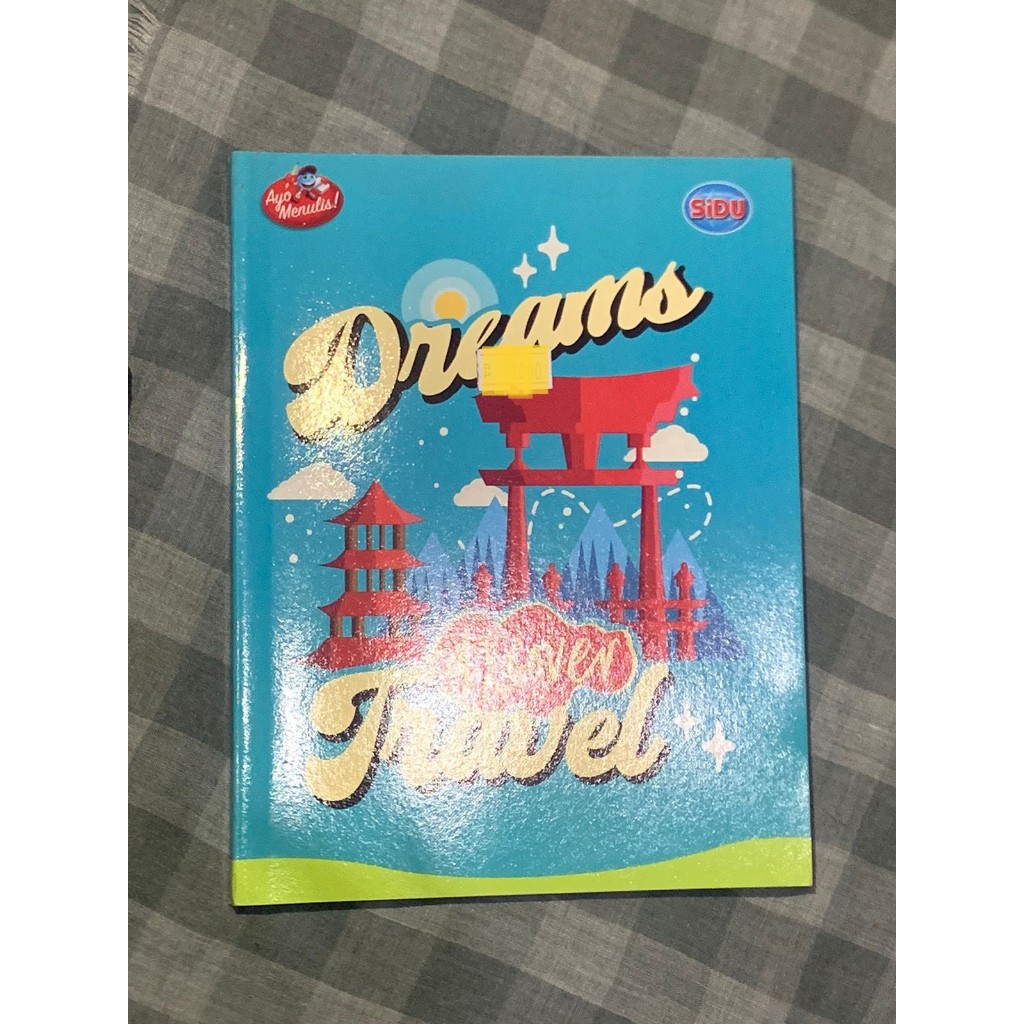 Ayo
Menulis!
SiDU
Dreams
Travel